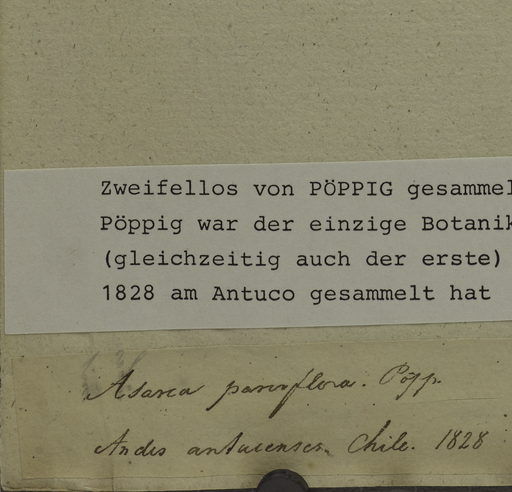 Zweifellos von PÖPPIG gesammel
Pöppig war der einzige Botanik
(gleichzeitig auch der erste)
1828 am Antuco gesammelt hat
Asarca parviflora. Pöpp.
Andes antucenses. Chile. 1828